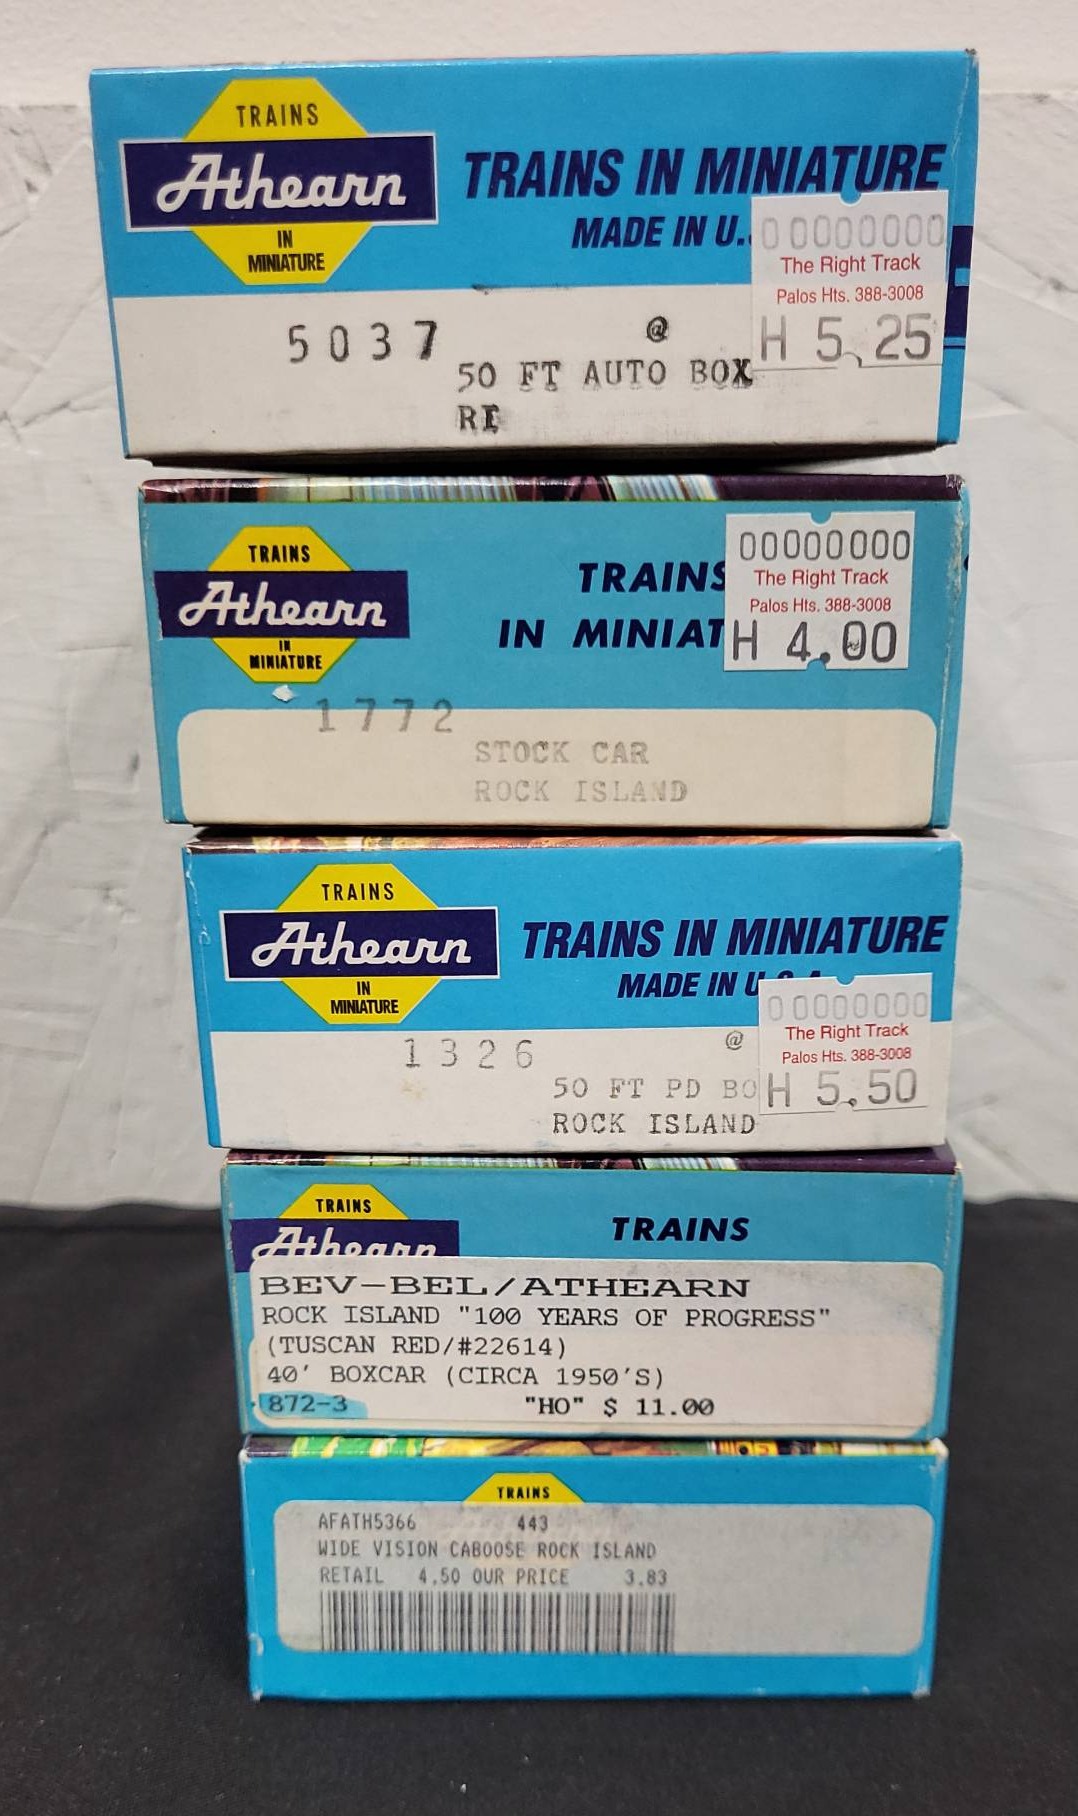 TRAINS
Athearn
IN
MINIATURE
TRAINS IN MINIATURE
MADE IN U.
0 0000000
The Right Track
Palos Hts. 388-3008
H 5.25
5037 @
50 FT AUTO BOX
RI
TRAINS
Athearn
IN
MINIATURE
TRAINS
IN MINIAT
00000000
The Right Track
Palos Hts. 388-3008
H 4.00
1772
STOCK CAR
ROCK ISLAND
TRAINS
Athearn
IN
MINIATURE
TRAINS IN MINIATURE
MADE IN U.S.A.
0 0000000
The Right Track
Palos Hts. 388-3008
H 5.50
1326 @
50 FT PD BO
ROCK ISLAND
TRAINS
Athearn
TRAINS
BEV-BEL/ATHEARN
ROCK ISLAND "100 YEARS OF PROGRESS"
(TUSCAN RED/#22614)
40' BOXCAR (CIRCA 1950'S)
872-3 "HO" $ 11.00
TRAINS
AFATH5366 443
WIDE VISION CABOOSE ROCK ISLAND
RETAIL 4.50 OUR PRICE 3.83